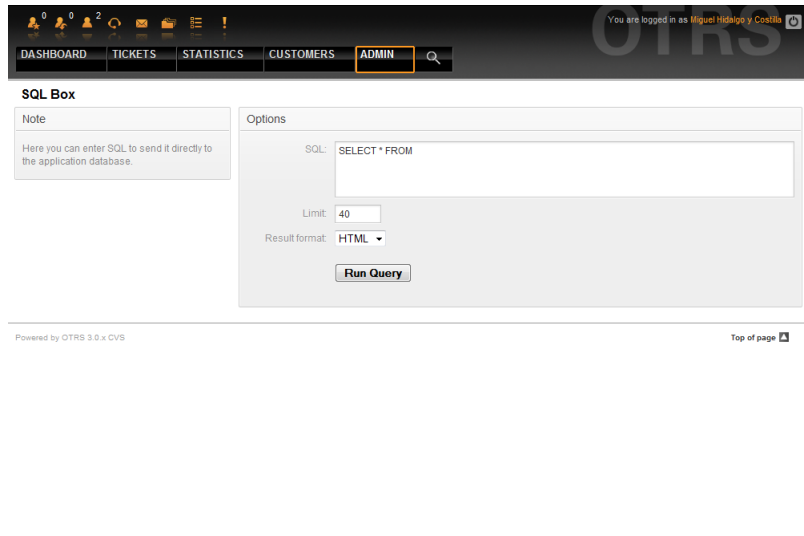 0 0 2
You are logged in as Miguel Hidalgo y Costilla
OTRS
DASHBOARD TICKETS STATISTICS CUSTOMERS ADMIN
SQL Box
Note
Here you can enter SQL to send it directly to
the application database.
Options
SQL: SELECT * FROM
Limit: 40
Result format: HTML
Run Query
Powered by OTRS 3.0.x CVS
Top of page